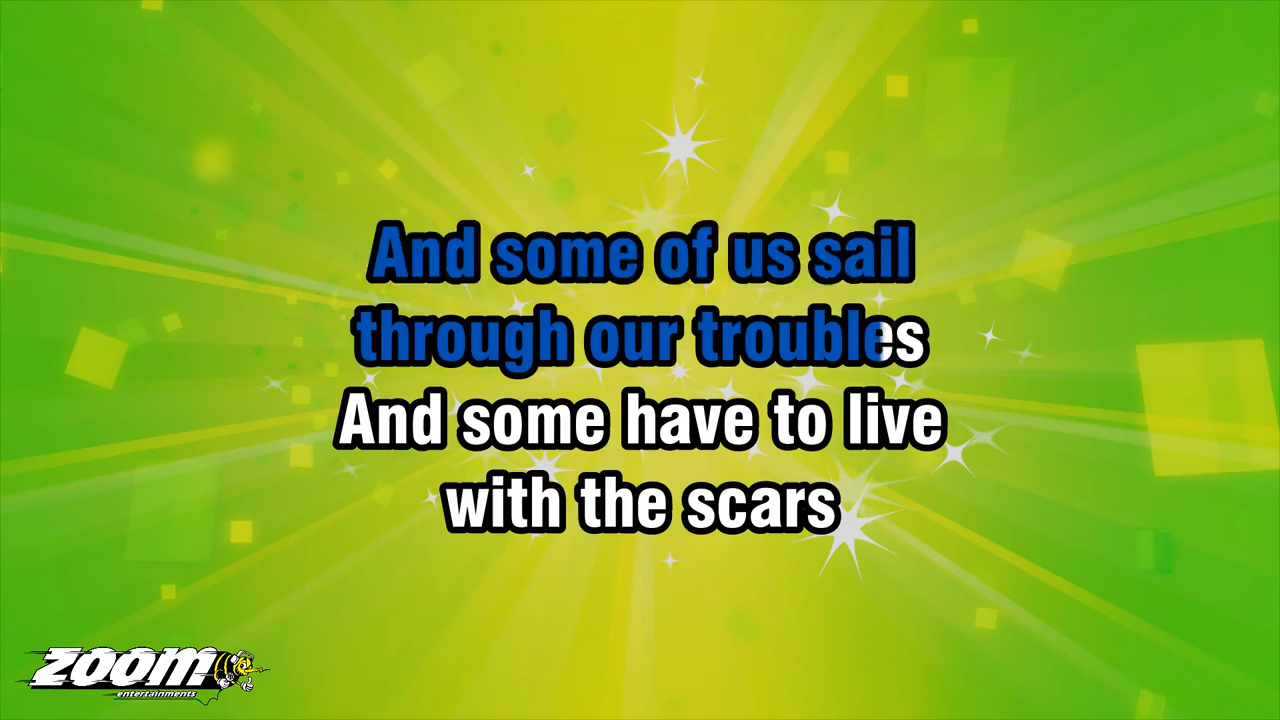 And some of us sail
through our troubles
And some have to live
with the scars
zoom
entertainments